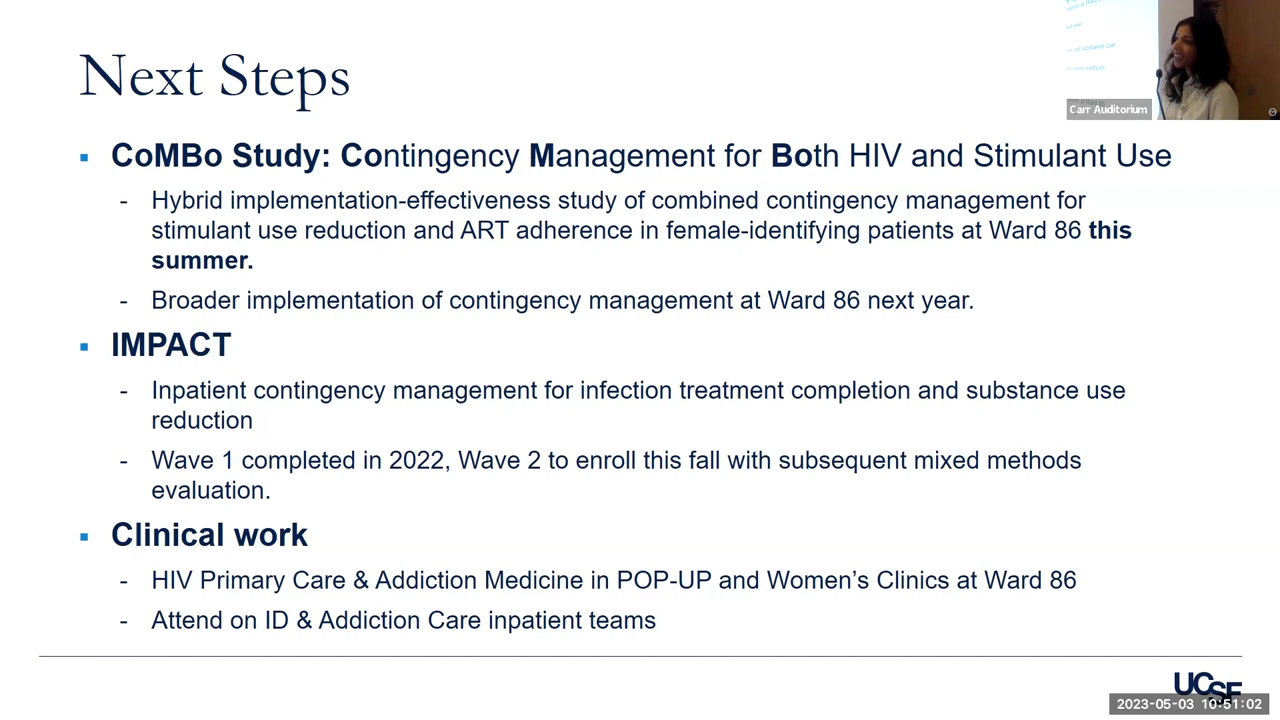 Next Steps
▪ CoMBo Study: Contingency Management for Both HIV and Stimulant Use
- Hybrid implementation-effectiveness study of combined contingency management for
stimulant use reduction and ART adherence in female-identifying patients at Ward 86 this
summer.
- Broader implementation of contingency management at Ward 86 next year.
▪ IMPACT
- Inpatient contingency management for infection treatment completion and substance use
reduction
- Wave 1 completed in 2022, Wave 2 to enroll this fall with subsequent mixed methods
evaluation.
▪ Clinical work
- HIV Primary Care & Addiction Medicine in POP-UP and Women’s Clinics at Ward 86
- Attend on ID & Addiction Care inpatient teams
substance use
methods
Carr Auditorium
UCSF
2023-05-03 10:51:02